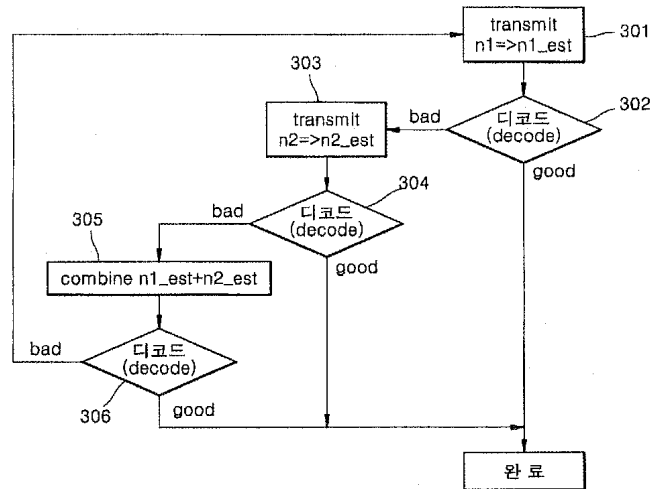 transmit
n1=>n1_est
301
302
디코드
(decode)
bad
good
303
transmit
n2=>n2_est
304
디코드
(decode)
bad
good
305
combine n1_est+n2_est
디코드
(decode)
bad
306
good
완 료